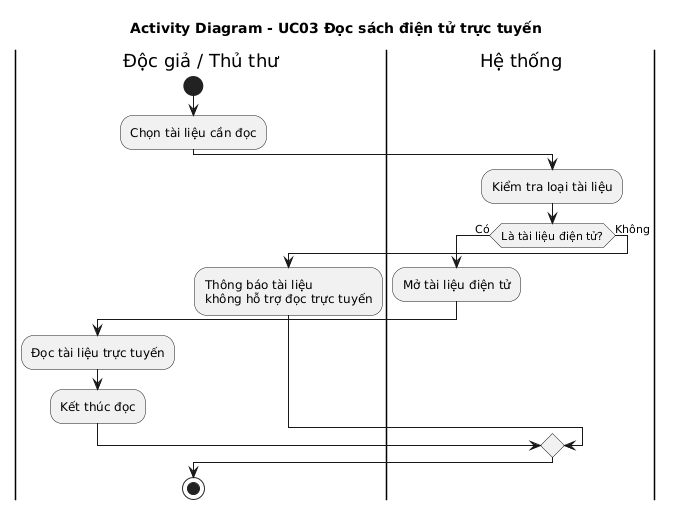 Activity Diagram - UC03 Đọc sách điện tử trực tuyến
Độc giả / Thủ thư
Hệ thống
Chọn tài liệu cần đọc
Kiểm tra loại tài liệu
Có
Là tài liệu điện tử?
Không
Thông báo tài liệu
không hỗ trợ đọc trực tuyến
Mở tài liệu điện tử
Đọc tài liệu trực tuyến
Kết thúc đọc